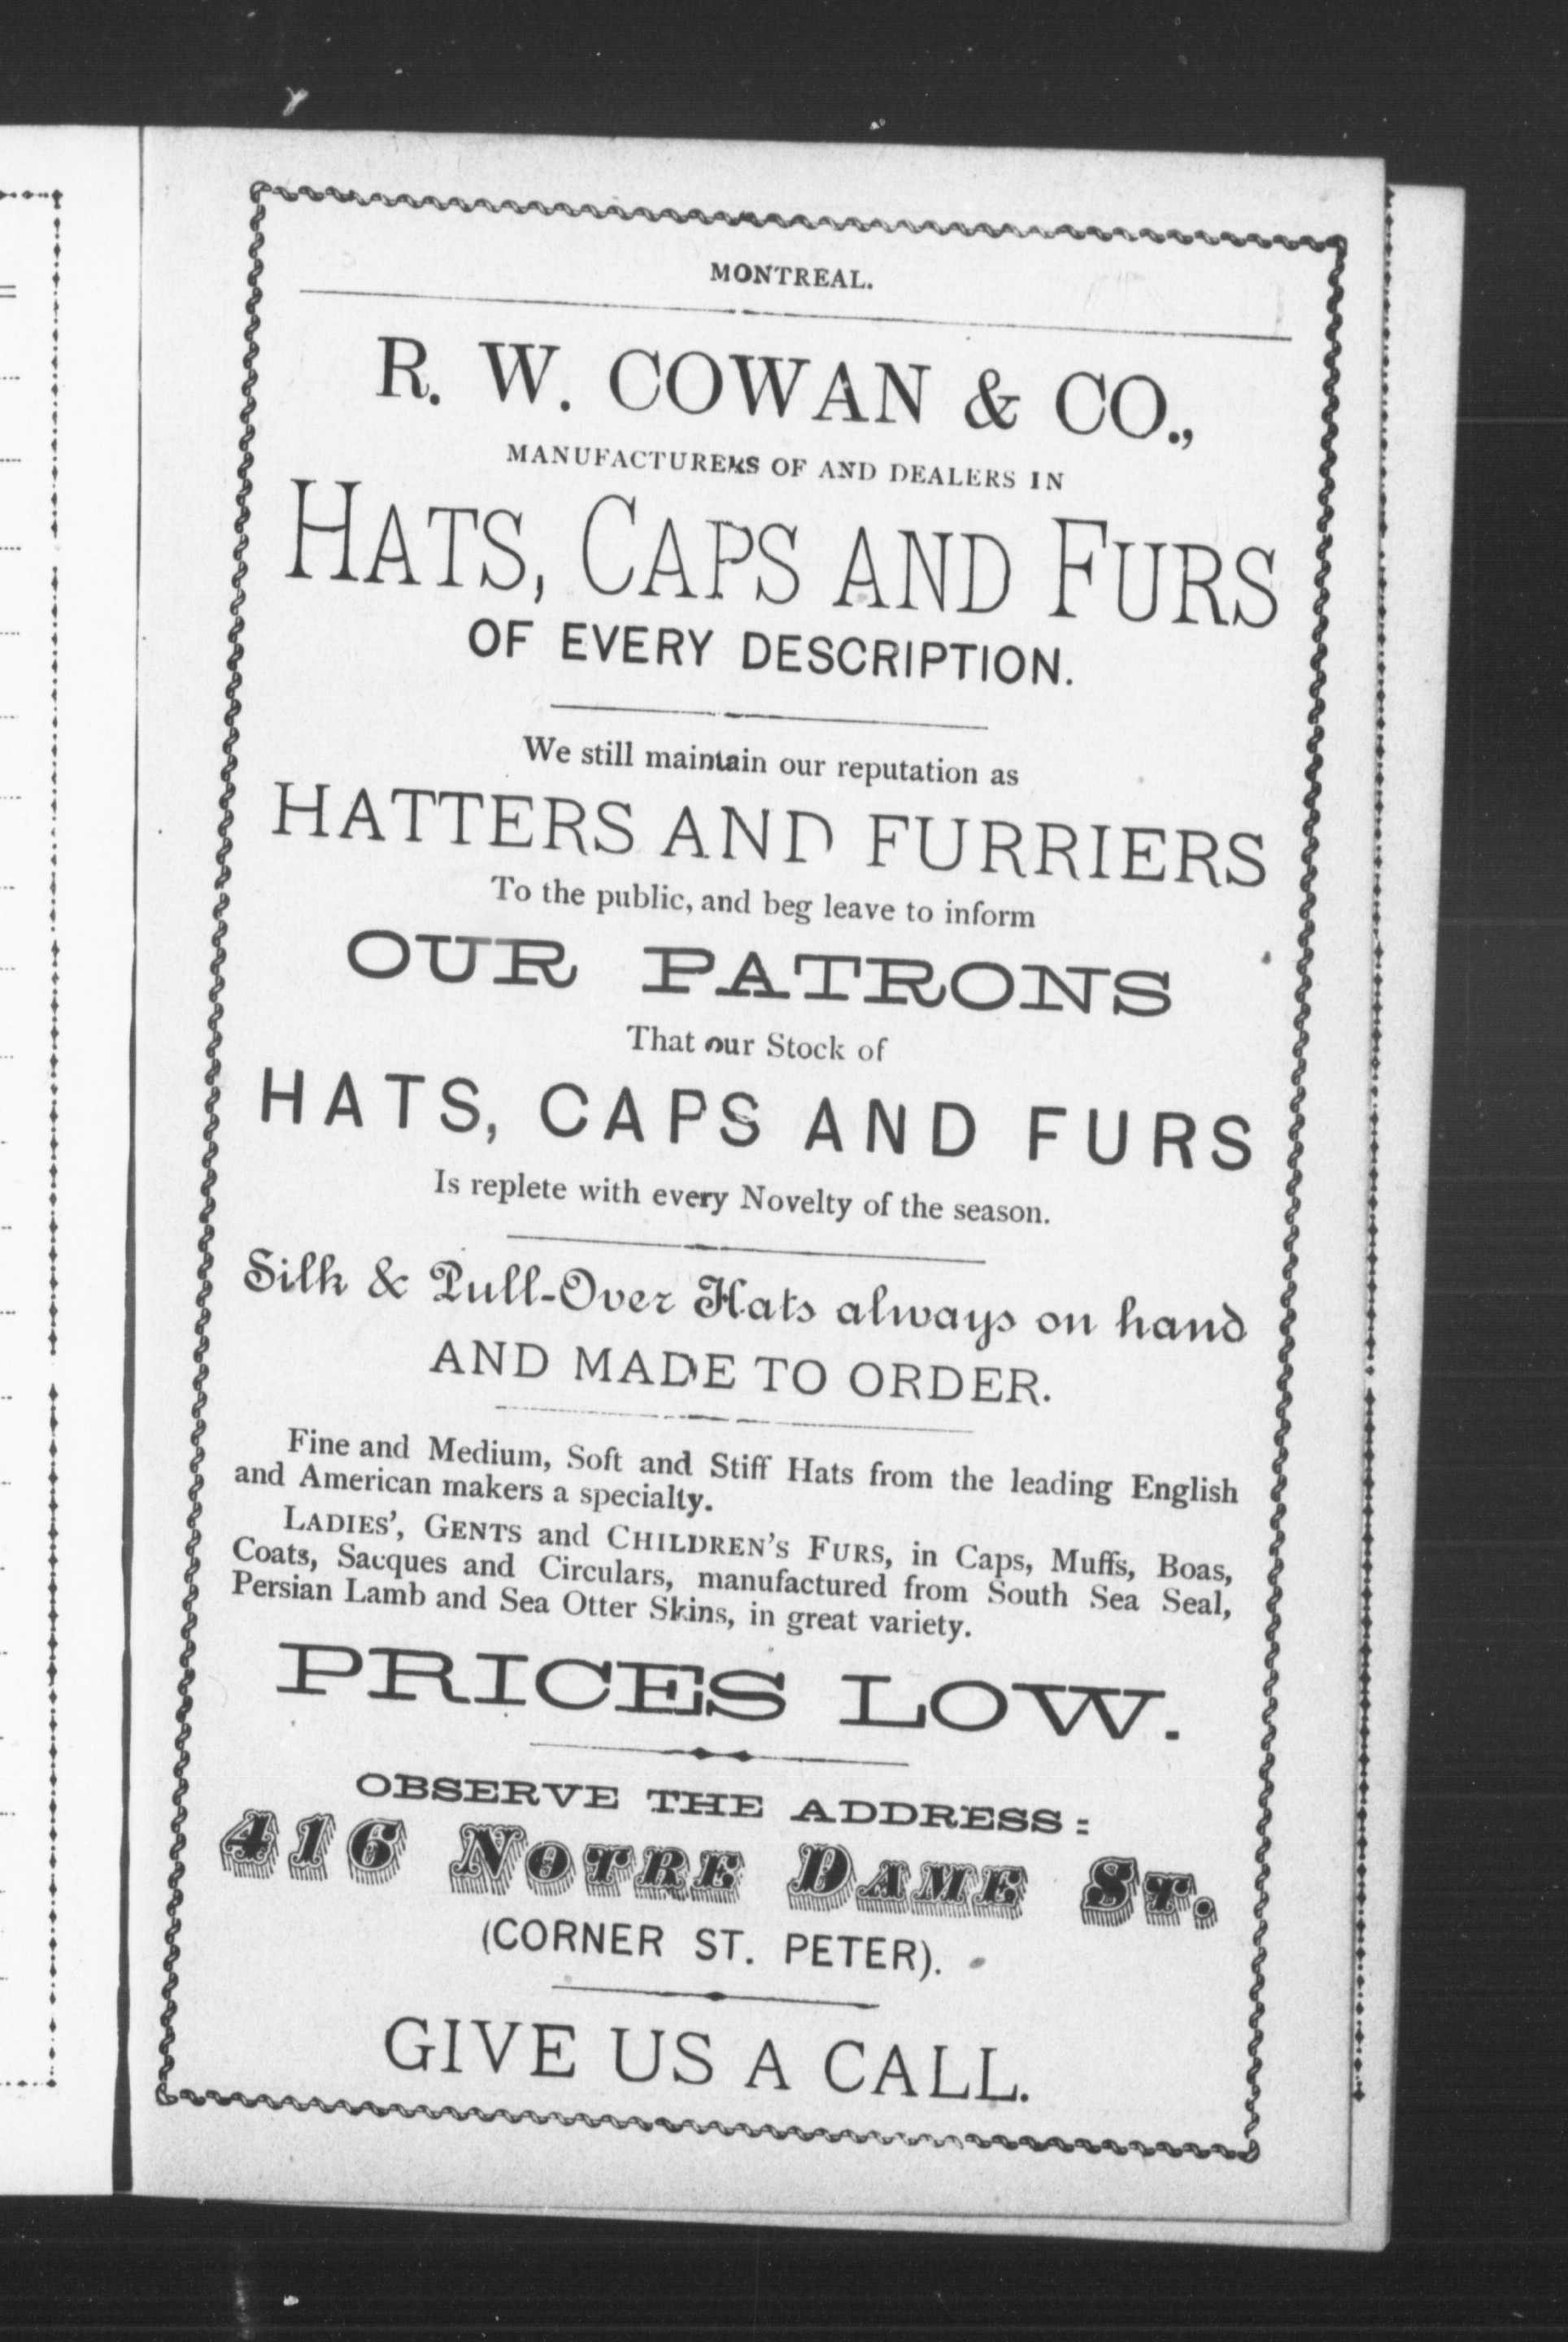 MONTREAL.
R. W. COWAN & CO.,
MANUFACTURERS OF AND DEALERS IN
HATS, CAPS AND FURS
OF EVERY DESCRIPTION.
We still maintain our reputation as
HATTERS AND FURRIERS
To the public, and beg leave to inform
OUR PATRONS
That our Stock of
HATS, CAPS AND FURS
Is replete with every Novelty of the season.
Silk & Pull-Over Hats always on hand
AND MADE TO ORDER.
Fine and Medium, Soft and Stiff Hats from the leading English
and American makers a specialty.
LADIES', GENTS and CHILDREN'S FURS, in Caps, Muffs, Boas,
Coats, Sacques and Circulars, manufactured from South Sea Seal,
Persian Lamb and Sea Otter Skins, in great variety.
PRICES LOW.
OBSERVE THE ADDRESS:
416 NOTRE DAME ST.
(CORNER ST. PETER).
GIVE US A CALL.